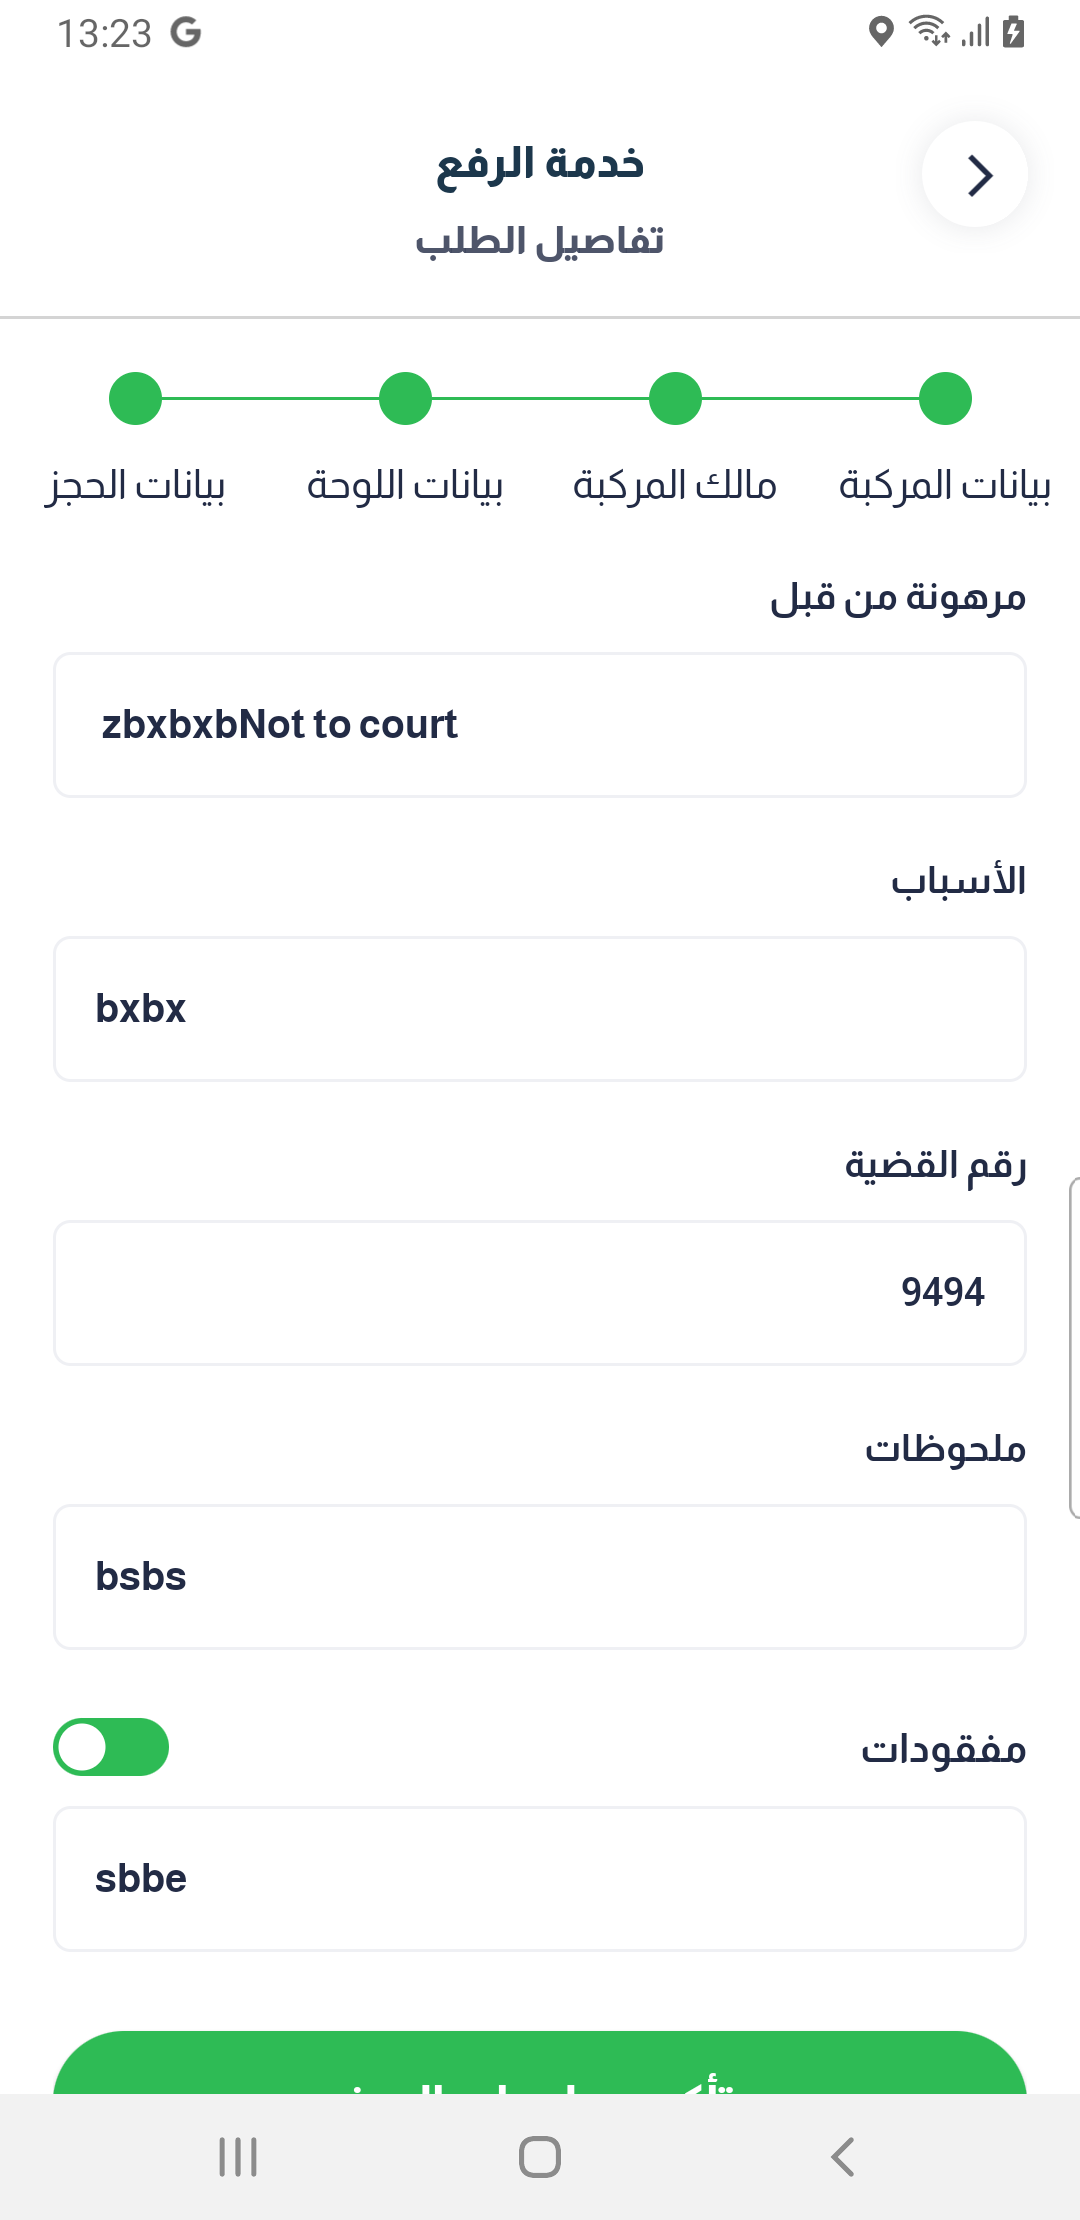 13:23
خدمة الرفع
تفاصيل الطلب
بيانات المركبة مالك المركبة بيانات اللوحة بيانات الحجز
مرهونة من قبل
zbxbxbNot to court
الأسباب
bxbx
رقم القضية
9494
ملحوظات
bsbs
مفقودات
sbbe